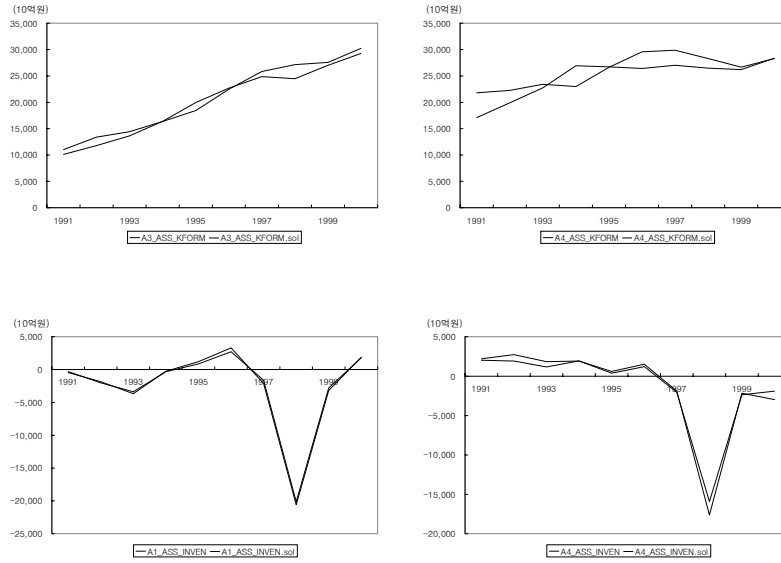 (10억원)
35,000
30,000
25,000
20,000
15,000
10,000
5,000
0
1991 1993 1995 1997 1999
A3_ASS_KFORM A3_ASS_KFORM.sol
(10억원)
35,000
30,000
25,000
20,000
15,000
10,000
5,000
0
1991 1993 1995 1997 1999
A4_ASS_KFORM A4_ASS_KFORM.sol
(10억원)
5,000
0
-5,000
-10,000
-15,000
-20,000
-25,000
1991 1993 1995 1997 1999
A1_ASS_INVEN A1_ASS_INVEN.sol
(10억원)
5,000
0
-5,000
-10,000
-15,000
-20,000
1991 1993 1995 1997 1999
A4_ASS_INVEN A4_ASS_INVEN.sol